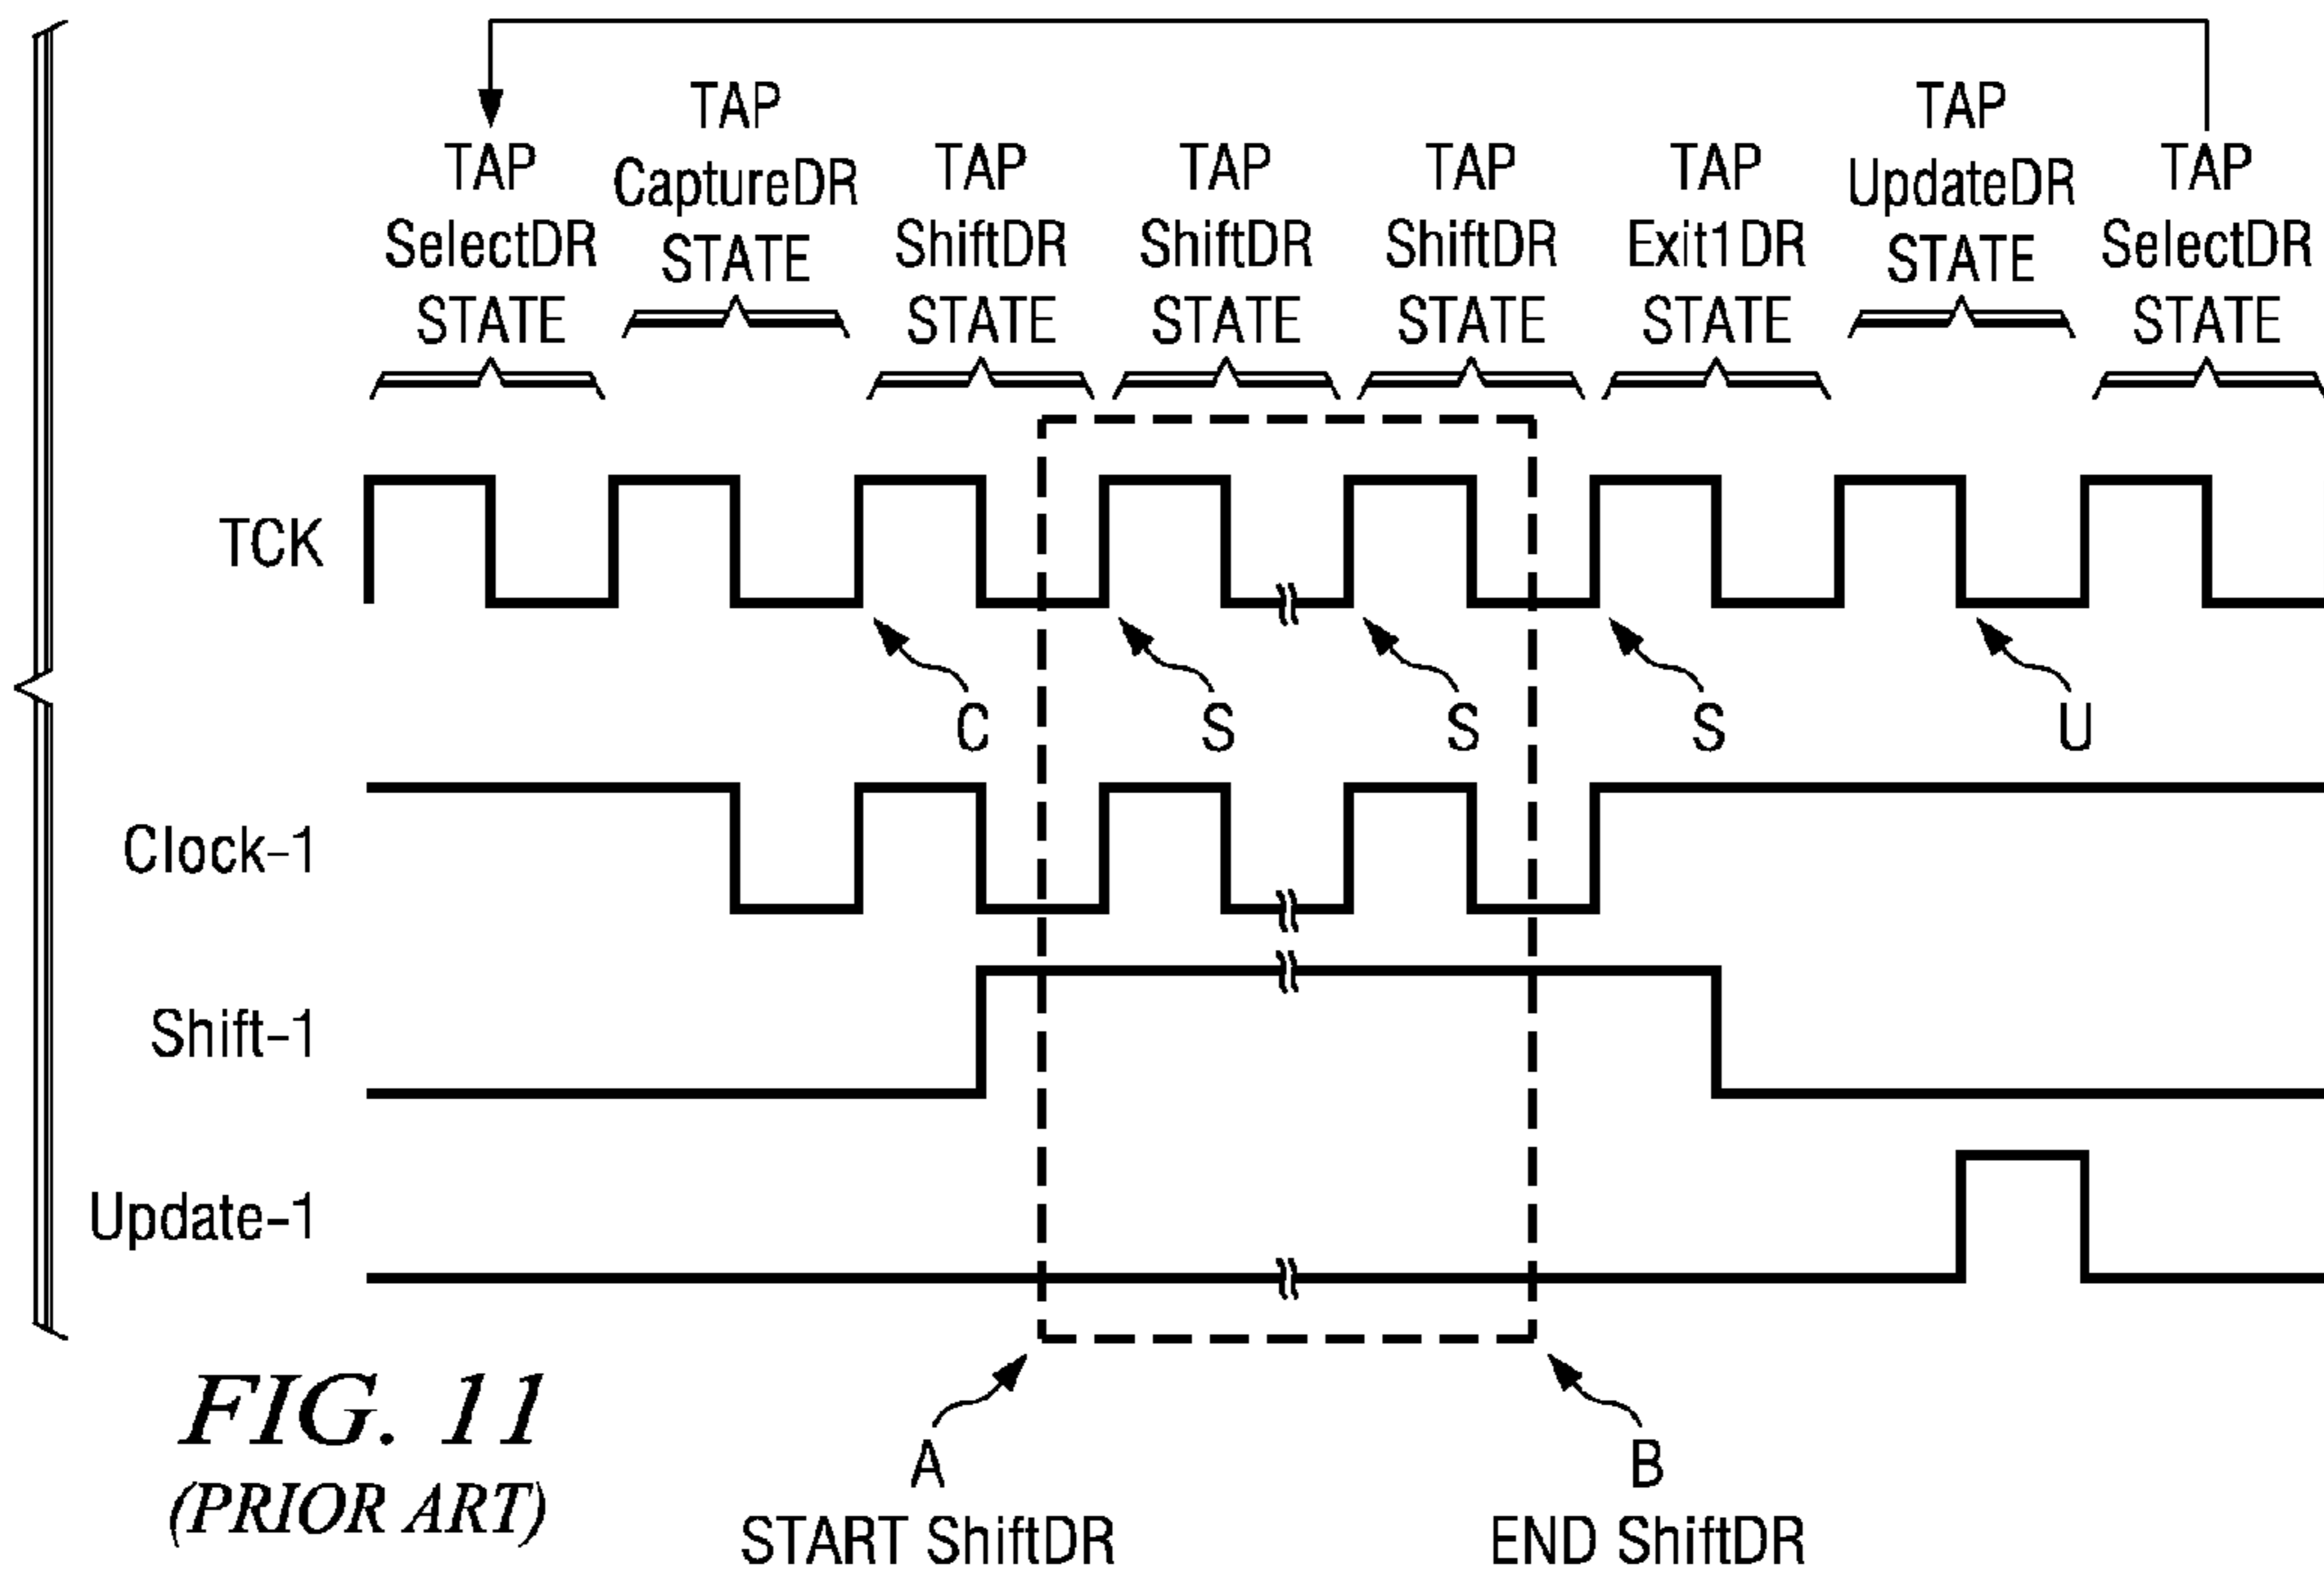 TAP
SelectDR
STATE
TAP
CaptureDR
STATE
TAP
ShiftDR
STATE
TAP
ShiftDR
STATE
TAP
ShiftDR
STATE
TAP
Exit1DR
STATE
TAP
UpdateDR
STATE
TAP
SelectDR
STATE
TCK
C
S
S
S
U
Clock-1
Shift-1
Update-1
FIG. 11
(PRIOR ART)
A
START ShiftDR
B
END ShiftDR